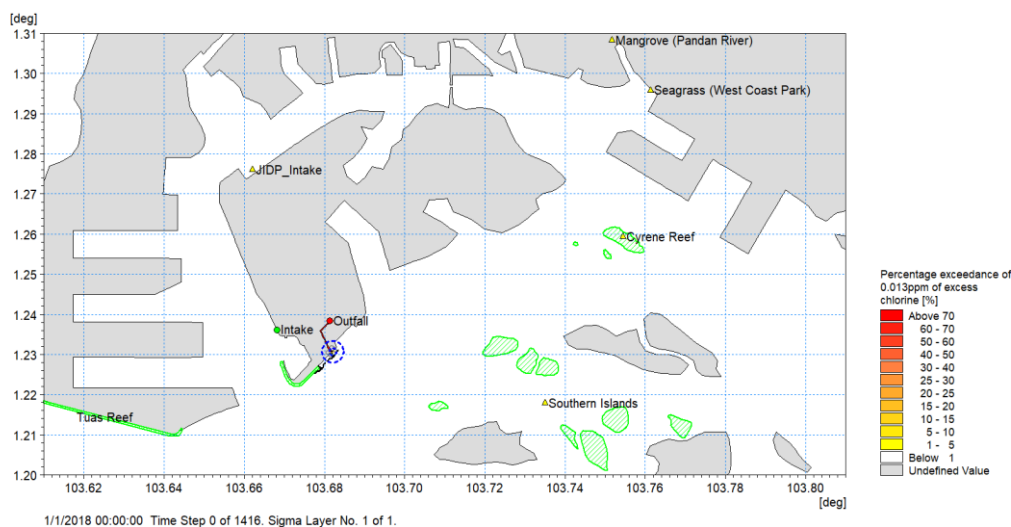 [deg]
1.31
Mangrove (Pandan River)
1.30
Seagrass (West Coast Park)
1.29
1.28
JIDP_Intake
1.27
1.26
Cyrene Reef
1.25
1.24
Intake
Outfall
1.23
1.22
Southern Islands
Tuas Reef
1.21
1.20
103.62 103.64 103.66 103.68 103.70 103.72 103.74 103.76 103.78 103.80
[deg]
1/1/2018 00:00:00 Time Step 0 of 1416. Sigma Layer No. 1 of 1.
Percentage exceedance of
0.013ppm of excess
chlorine [%]
Above 70
60 - 70
50 - 60
40 - 50
30 - 40
25 - 30
20 - 25
15 - 20
10 - 15
5 - 10
1 - 5
Below 1
Undefined Value